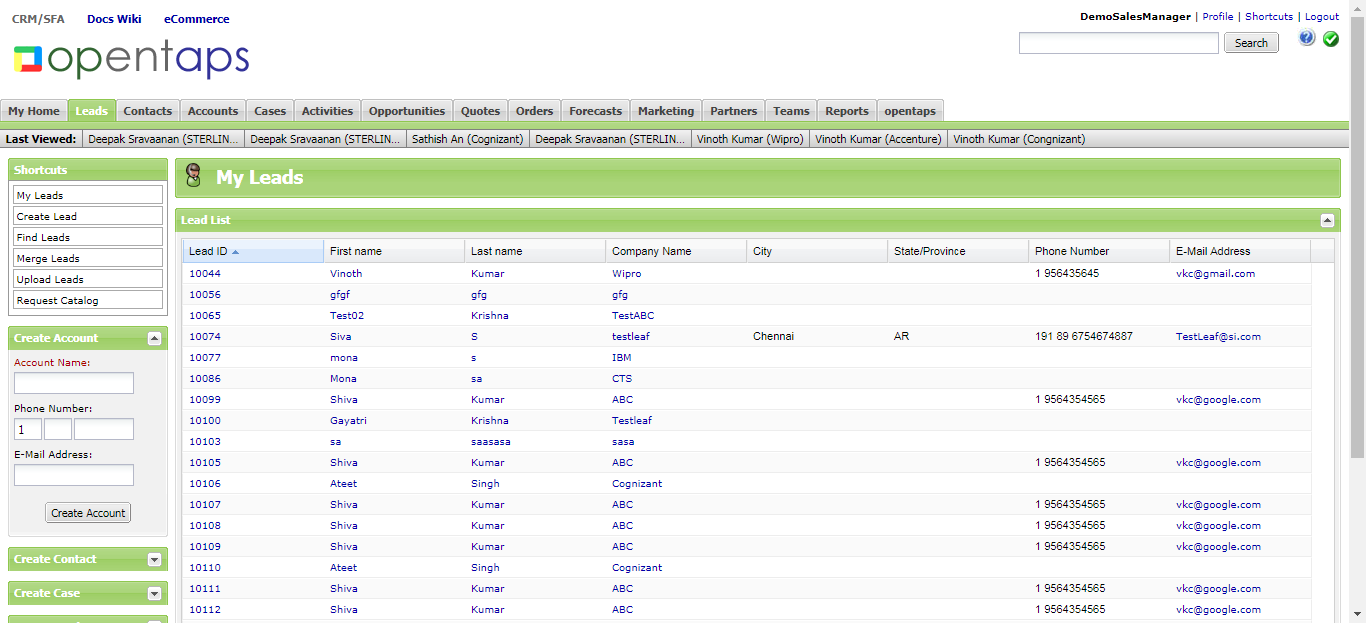 CRM/SFA Docs Wiki eCommerce
DemoSalesManager | Profile | Shortcuts | Logout
opentaps
Search
My Home Leads Contacts Accounts Cases Activities Opportunities Quotes Orders Forecasts Marketing Partners Teams Reports opentaps
Last Viewed: Deepak Sravaanan (STERLIN... Deepak Sravaanan (STERLIN... Sathish An (Cognizant) Deepak Sravaanan (STERLIN... Vinoth Kumar (Wipro) Vinoth Kumar (Accenture) Vinoth Kumar (Congnizant)
Shortcuts
My Leads
Create Lead
Find Leads
Merge Leads
Upload Leads
Request Catalog
Create Account
Account Name:
Phone Number:
1
E-Mail Address:
Create Account
Create Contact
Create Case
My Leads
Lead List
Lead ID First name Last name Company Name City State/Province Phone Number E-Mail Address
10044 Vinoth Kumar Wipro 1 956435645 vkc@gmail.com
10056 gfgf gfg gfg
10065 Test02 Krishna TestABC
10074 Siva S testleaf Chennai AR 191 89 6754674887 TestLeaf@si.com
10077 mona s IBM
10086 Mona sa CTS
10099 Shiva Kumar ABC 1 9564354565 vkc@google.com
10100 Gayatri Krishna Testleaf
10103 sa saasasa sasa
10105 Shiva Kumar ABC 1 9564354565 vkc@google.com
10106 Ateet Singh Cognizant
10107 Shiva Kumar ABC 1 9564354565 vkc@google.com
10108 Shiva Kumar ABC 1 9564354565 vkc@google.com
10109 Shiva Kumar ABC 1 9564354565 vkc@google.com
10110 Ateet Singh Cognizant
10111 Shiva Kumar ABC 1 9564354565 vkc@google.com
10112 Shiva Kumar ABC 1 9564354565 vkc@google.com